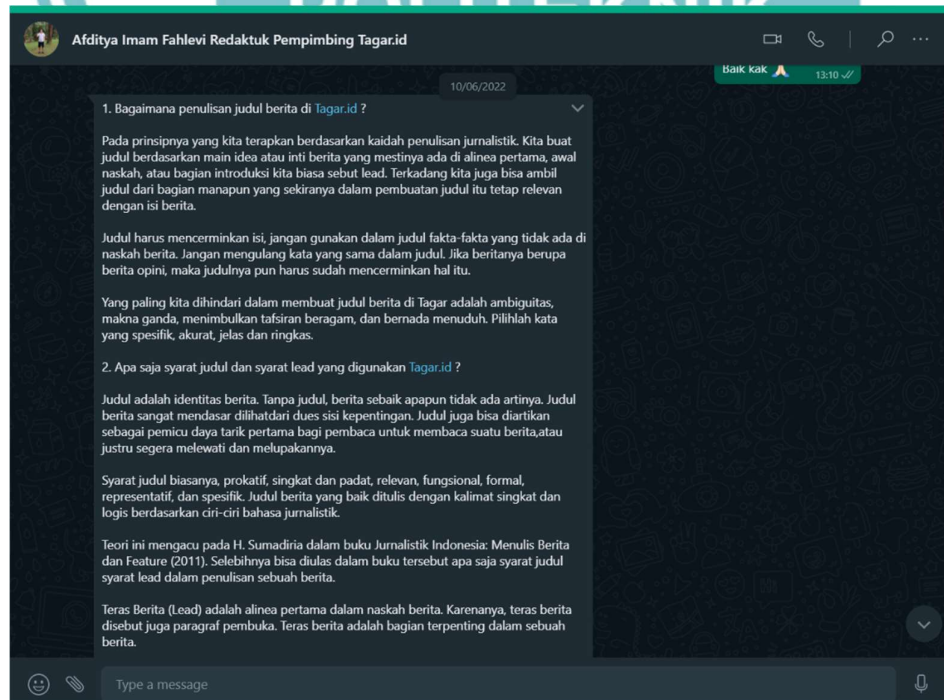 Afditya Imam Fahlevi Redaktuk Pempimbing Tagar.id
Baik kak 🙏🏻
13:10
10/06/2022
1. Bagaimana penulisan judul berita di Tagar.id ?
Pada prinsipnya yang kita terapkan berdasarkan kaidah penulisan jurnalistik. Kita buat
judul berdasarkan main idea atau inti berita yang mestinya ada di alinea pertama, awal
naskah, atau bagian introduksi kita biasa sebut lead. Terkadang kita juga bisa ambil
judul dari bagian manapun yang sekiranya dalam pembuatan judul itu tetap relevan
dengan isi berita.
Judul harus mencerminkan isi, jangan gunakan dalam judul fakta-fakta yang tidak ada di
naskah berita. Jangan mengulang kata yang sama dalam judul. Jika beritanya berupa
berita opini, maka judulnya pun harus sudah mencerminkan hal itu.
Yang paling kita dihindari dalam membuat judul berita di Tagar adalah ambiguitas,
makna ganda, menimbulkan tafsiran beragam, dan bernada menuduh. Pilihlah kata
yang spesifik, akurat, jelas dan ringkas.
2. Apa saja syarat judul dan syarat lead yang digunakan Tagar.id ?
Judul adalah identitas berita. Tanpa judul, berita sebaik apapun tidak ada artinya. Judul
berita sangat mendasar dilihatdari dues sisi kepentingan. Judul juga bisa diartikan
sebagai pemicu daya tarik pertama bagi pembaca untuk membaca suatu berita,atau
justru segera melewati dan melupakannya.
Syarat judul biasanya, prokatif, singkat dan padat, relevan, fungsional, formal,
representatif, dan spesifik. Judul berita yang baik ditulis dengan kalimat singkat dan
logis berdasarkan ciri-ciri bahasa jurnalistik.
Teori ini mengacu pada H. Sumadiria dalam buku Jurnalistik Indonesia: Menulis Berita
dan Feature (2011). Selebihnya bisa diulas dalam buku tersebut apa saja syarat judul
syarat lead dalam penulisan sebuah berita.
Teras Berita (Lead) adalah alinea pertama dalam naskah berita. Karenanya, teras berita
disebut juga paragraf pembuka. Teras berita adalah bagian terpenting dalam sebuah
berita.
Type a message